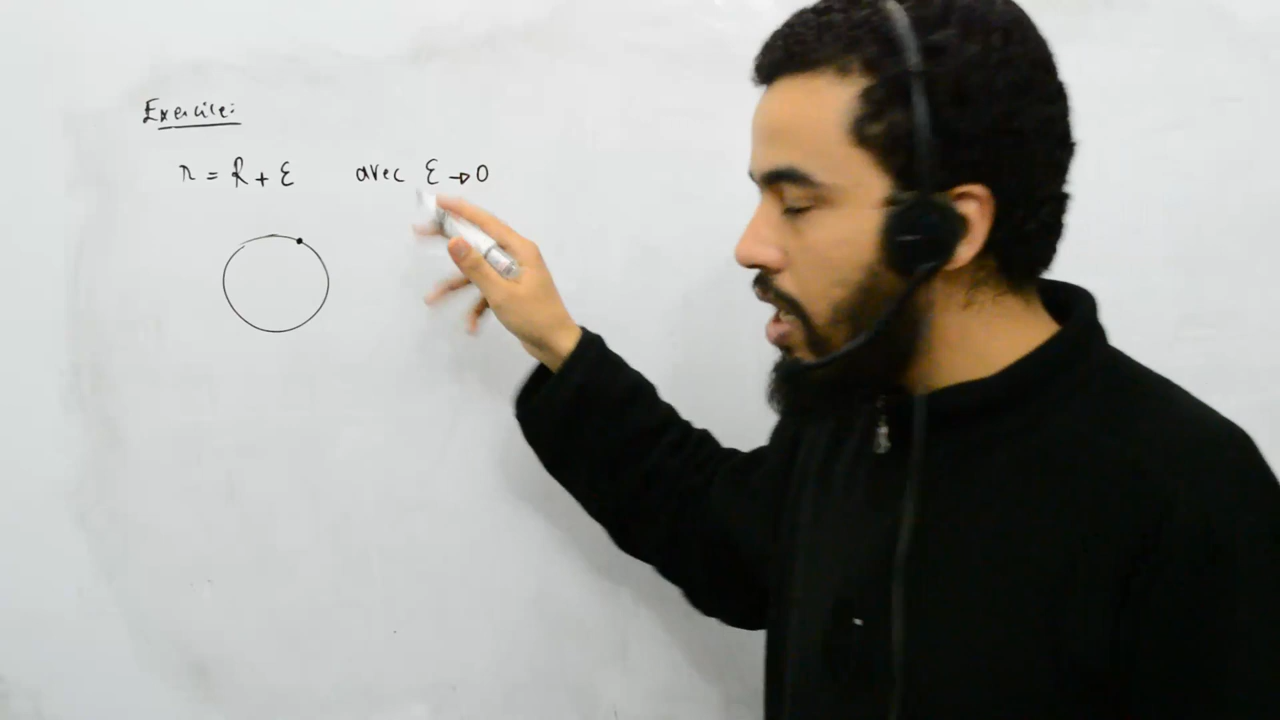 Exercice:
r = R + ε avec ε → 0